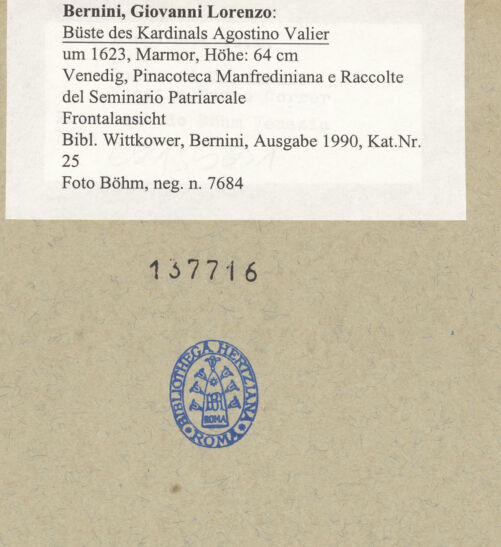 Bernini, Giovanni Lorenzo:
Büste des Kardinals Agostino Valier
um 1623, Marmor, Höhe: 64 cm
Venedig, Pinacoteca Manfrediniana e Raccolte
del Seminario Patriarcale
Frontalansicht
Bibl. Wittkower, Bernini, Ausgabe 1990, Kat.Nr.
25
Foto Böhm, neg. n. 7684
137716
BIBLIOTHECA HERTZIANA
BH
ROMA
ROMA